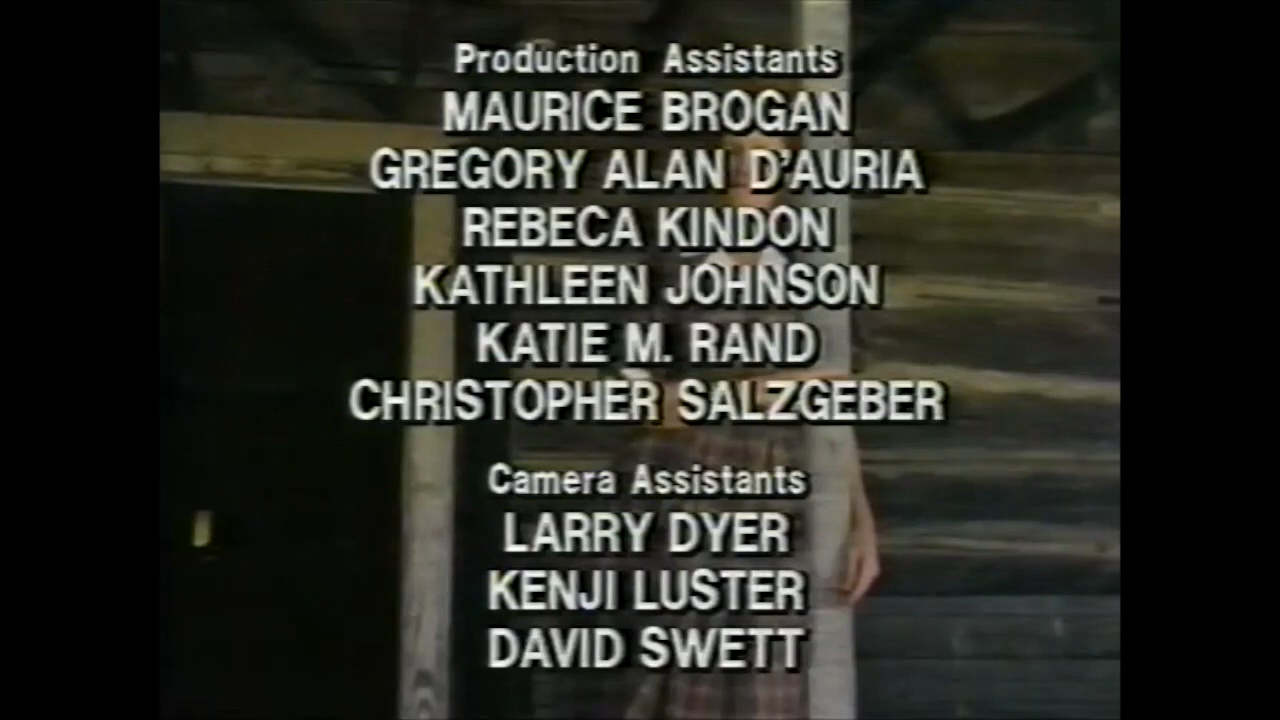 Production Assistants
MAURICE BROGAN
GREGORY ALAN D'AURIA
REBECA KINDON
KATHLEEN JOHNSON
KATIE M. RAND
CHRISTOPHER SALZGEBER
Camera Assistants
LARRY DYER
KENJI LUSTER
DAVID SWETT